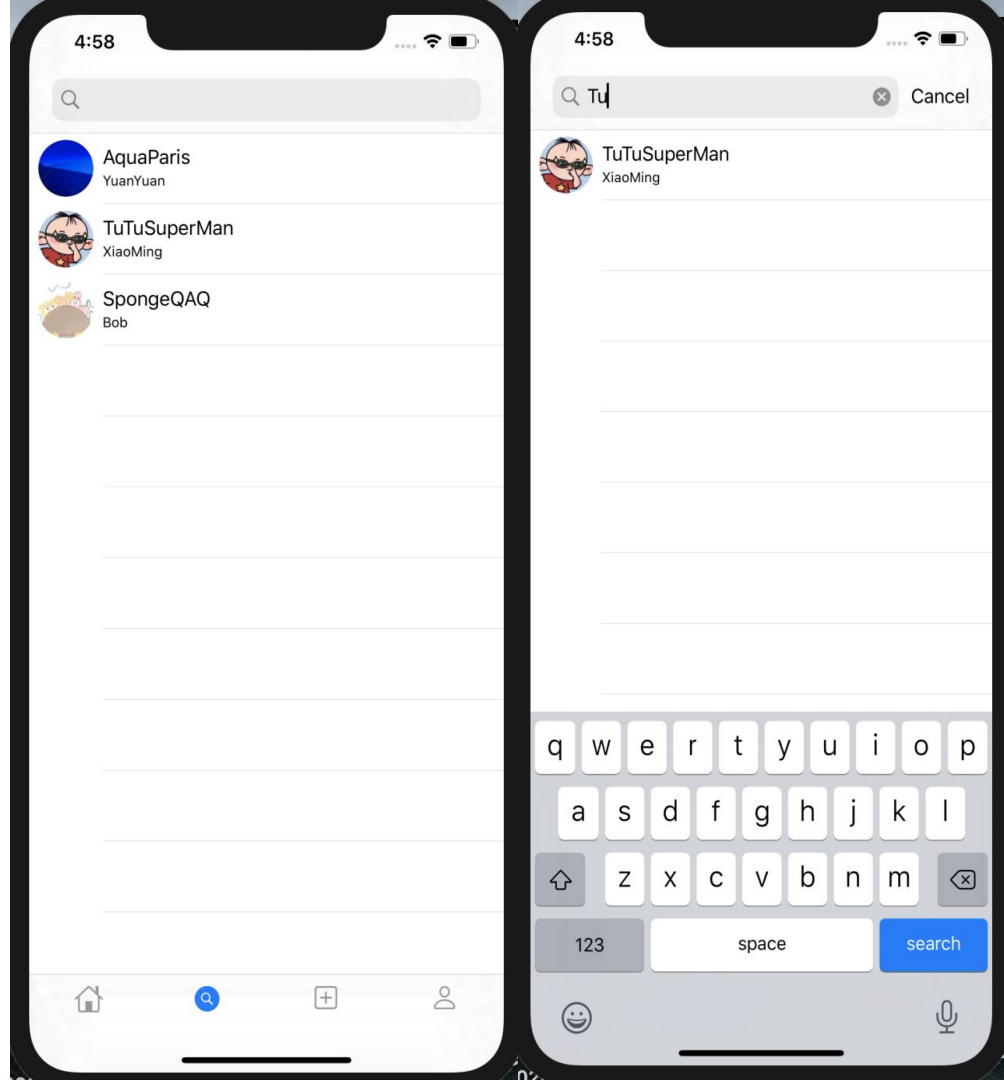 4:58
AquaParis
YuanYuan
TuTuSuperMan
XiaoMing
SpongeQAQ
Bob
4:58
Tu
Cancel
TuTuSuperMan
XiaoMing
q w e r t y u i o p
a s d f g h j k l
z x c v b n m
123 space search